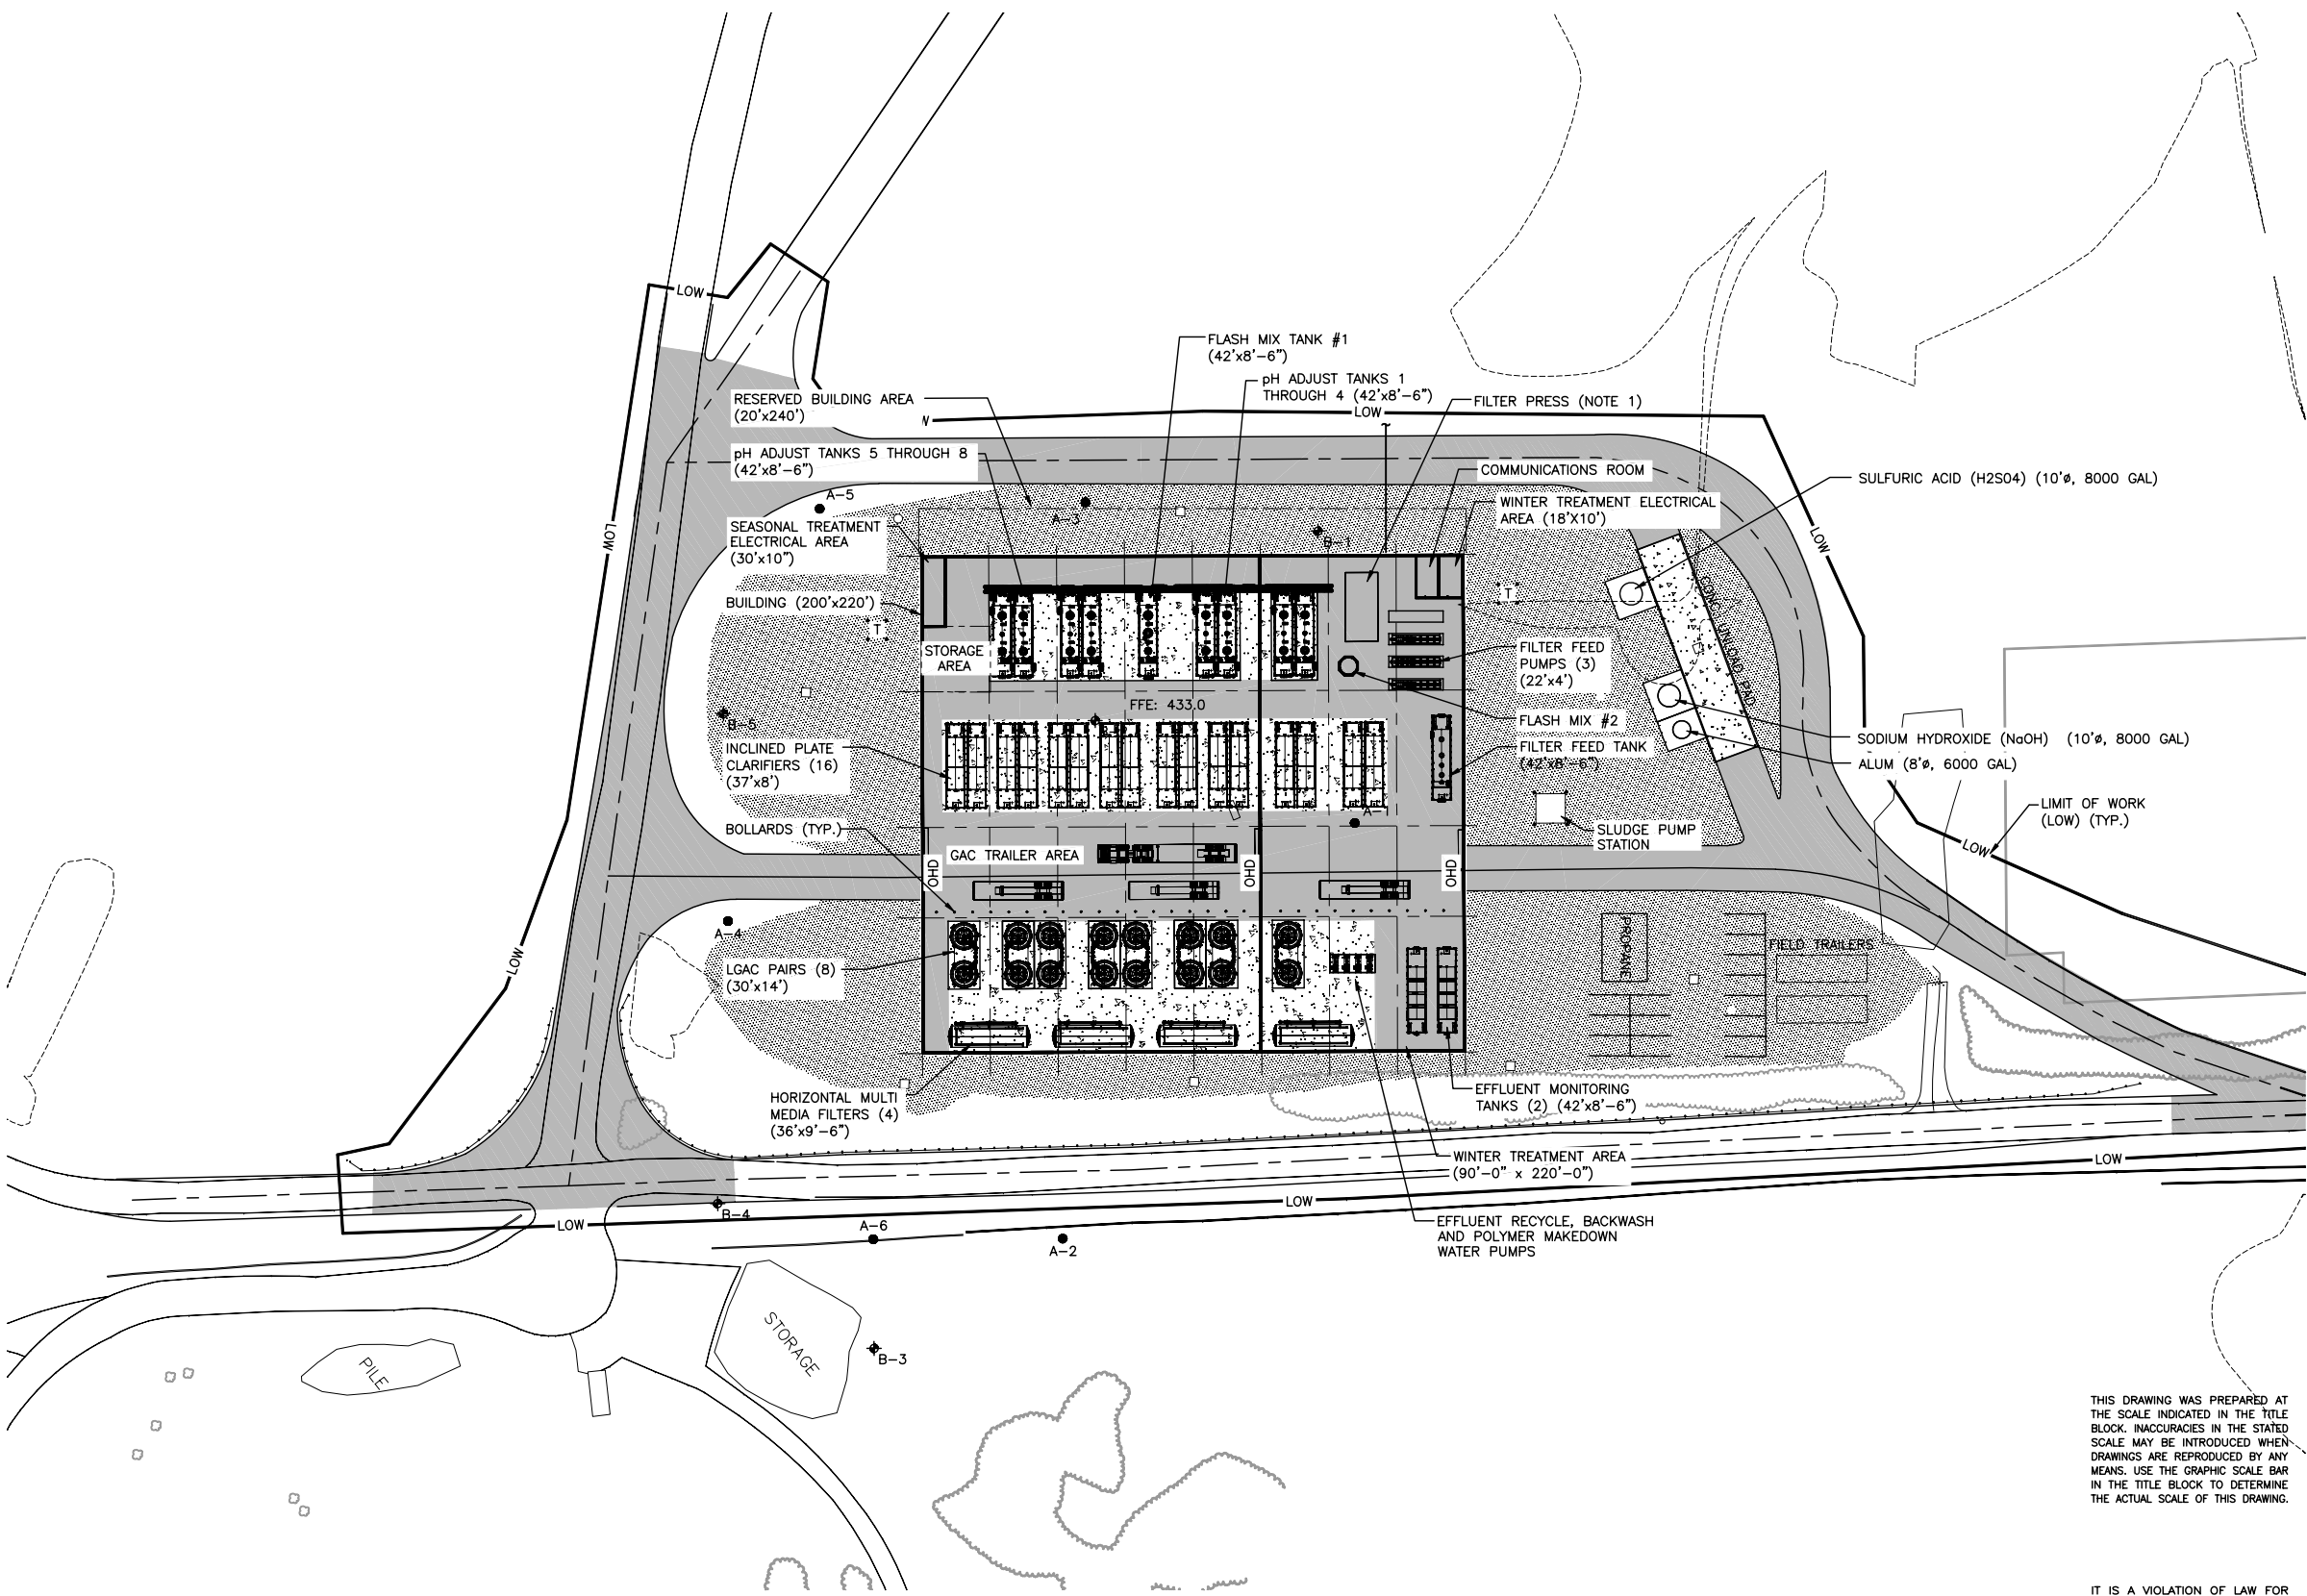 LOW
FLASH MIX TANK #1
(42'x8'-6")
pH ADJUST TANKS 1
THROUGH 4 (42'x8'-6")
RESERVED BUILDING AREA
(20'x240')
FILTER PRESS (NOTE 1)
LOW
pH ADJUST TANKS 5 THROUGH 8
(42'x8'-6")
COMMUNICATIONS ROOM
SULFURIC ACID (H2SO4) (10'ø, 8000 GAL)
A-5
A-3
WINTER TREATMENT ELECTRICAL
AREA (18'X10')
SEASONAL TREATMENT
ELECTRICAL AREA
(30'x10")
B-1
LOW
LOW
BUILDING (200'x220')
T
T
CONC UNLOAD PAD
STORAGE
AREA
FILTER FEED
PUMPS (3)
(22'x4')
FFE: 433.0
B-5
FLASH MIX #2
INCLINED PLATE
CLARIFIERS (16)
(37'x8')
FILTER FEED TANK
(42'x8'-6")
SODIUM HYDROXIDE (NaOH) (10'ø, 8000 GAL)
ALUM (8'ø, 6000 GAL)
LIMIT OF WORK
(LOW) (TYP.)
BOLLARDS (TYP.)
A-
SLUDGE PUMP
STATION
LOW
GAC TRAILER AREA
OHD
OHD
OHD
A-4
PROPANE
FIELD TRAILERS
LOW
LGAC PAIRS (8)
(30'x14')
HORIZONTAL MULTI
MEDIA FILTERS (4)
(36'x9'-6")
EFFLUENT MONITORING
TANKS (2) (42'x8'-6")
WINTER TREATMENT AREA
(90'-0" x 220'-0")
LOW
LOW
B-4
LOW
A-6
A-2
EFFLUENT RECYCLE, BACKWASH
AND POLYMER MAKEDOWN
WATER PUMPS
STORAGE
B-3
PILE
THIS DRAWING WAS PREPARED AT
THE SCALE INDICATED IN THE TITLE
BLOCK. INACCURACIES IN THE STATED
SCALE MAY BE INTRODUCED WHEN
DRAWINGS ARE REPRODUCED BY ANY
MEANS. USE THE GRAPHIC SCALE BAR
IN THE TITLE BLOCK TO DETERMINE
THE ACTUAL SCALE OF THIS DRAWING.
IT IS A VIOLATION OF LAW FOR